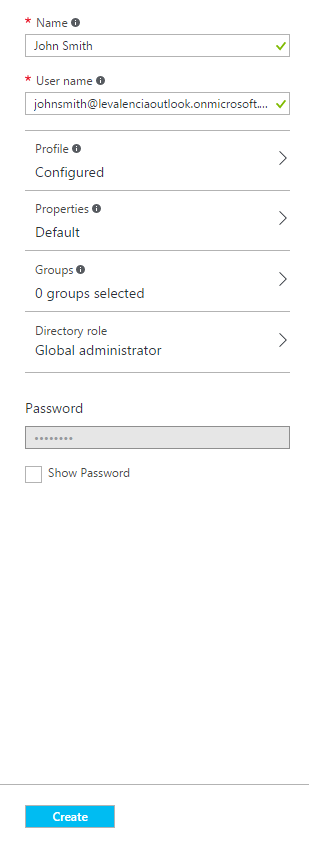 * Name
John Smith
* User name
johnsmith@levalenciaoutlook.onmicrosoft....
Profile
Configured
Properties
Default
Groups
0 groups selected
Directory role
Global administrator
Password
••••••••
Show Password
Create